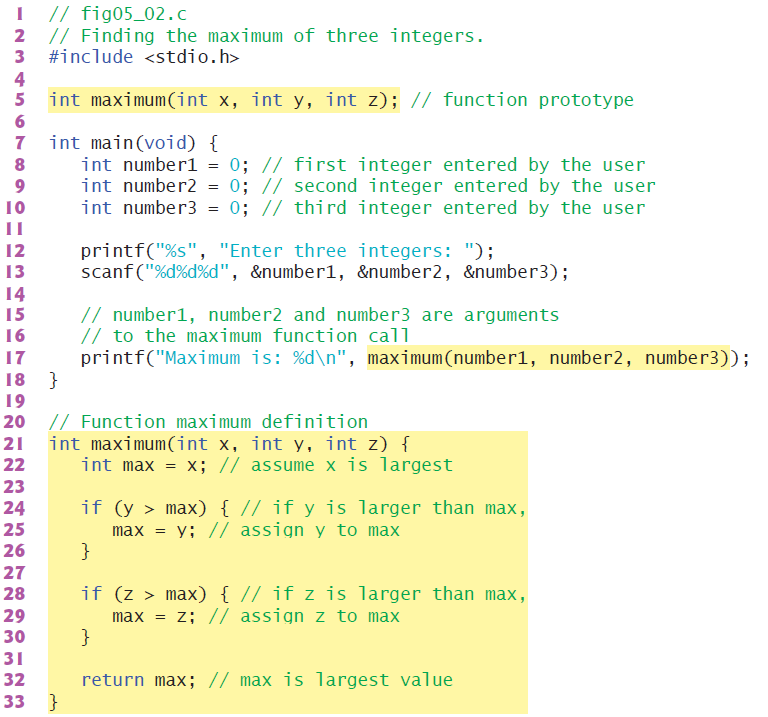 1 // fig05_02.c
2 // Finding the maximum of three integers.
3 #include <stdio.h>
4
5 int maximum(int x, int y, int z); // function prototype
6
7 int main(void) {
8    int number1 = 0; // first integer entered by the user
9    int number2 = 0; // second integer entered by the user
10    int number3 = 0; // third integer entered by the user
11
12    printf("%s", "Enter three integers: ");
13    scanf("%d%d%d", &number1, &number2, &number3);
14
15    // number1, number2 and number3 are arguments
16    // to the maximum function call
17    printf("Maximum is: %d\n", maximum(number1, number2, number3));
18 }
19
20 // Function maximum definition
21 int maximum(int x, int y, int z) {
22    int max = x; // assume x is largest
23
24    if (y > max) { // if y is larger than max,
25       max = y; // assign y to max
26    }
27
28    if (z > max) { // if z is larger than max,
29       max = z; // assign z to max
30    }
31
32    return max; // max is largest value
33 }